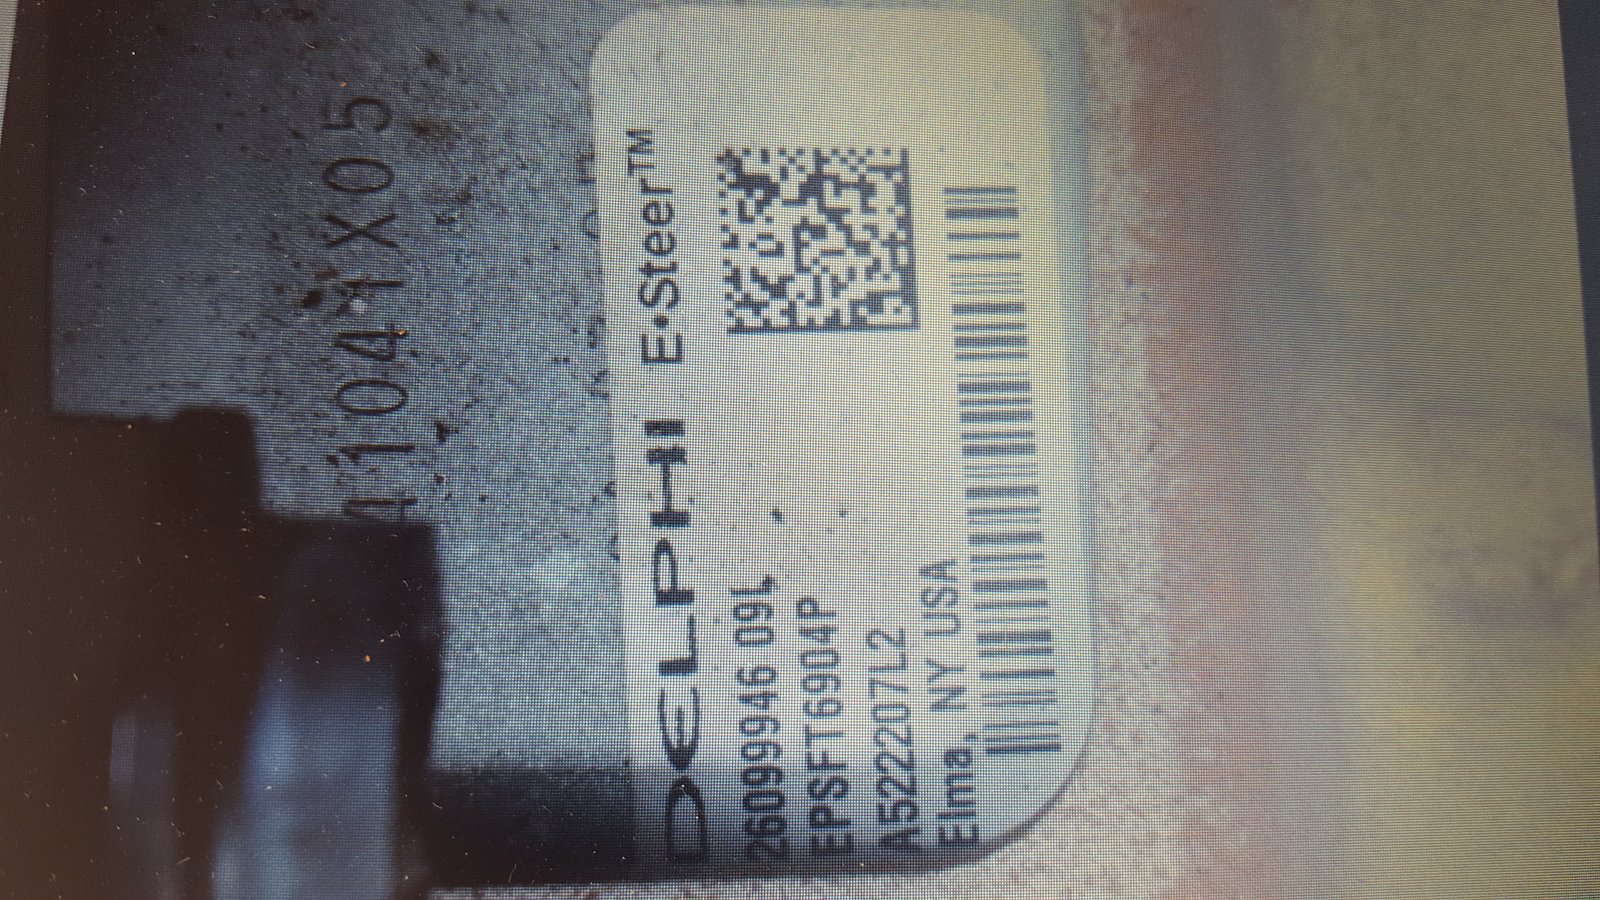 DELPHI E•Steer™
26099946 09L
EPSFT6904P
A522207L2
Elma, NY USA
11041X05